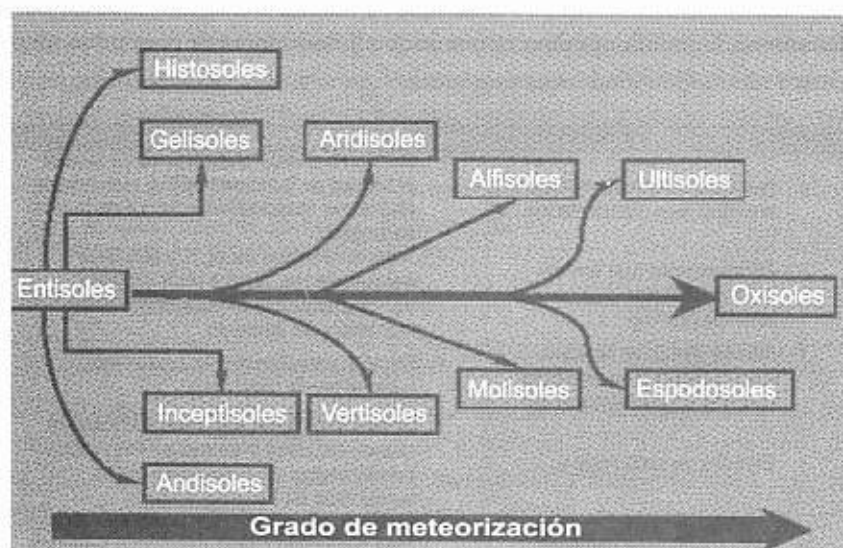 Histosoles
Gelisoles
Aridisoles
Alfisoles
Ultisoles
Entisoles
Oxisoles
Inceptisoles
Vertisoles
Molisoles
Espodosoles
Andisoles
Grado de meteorización